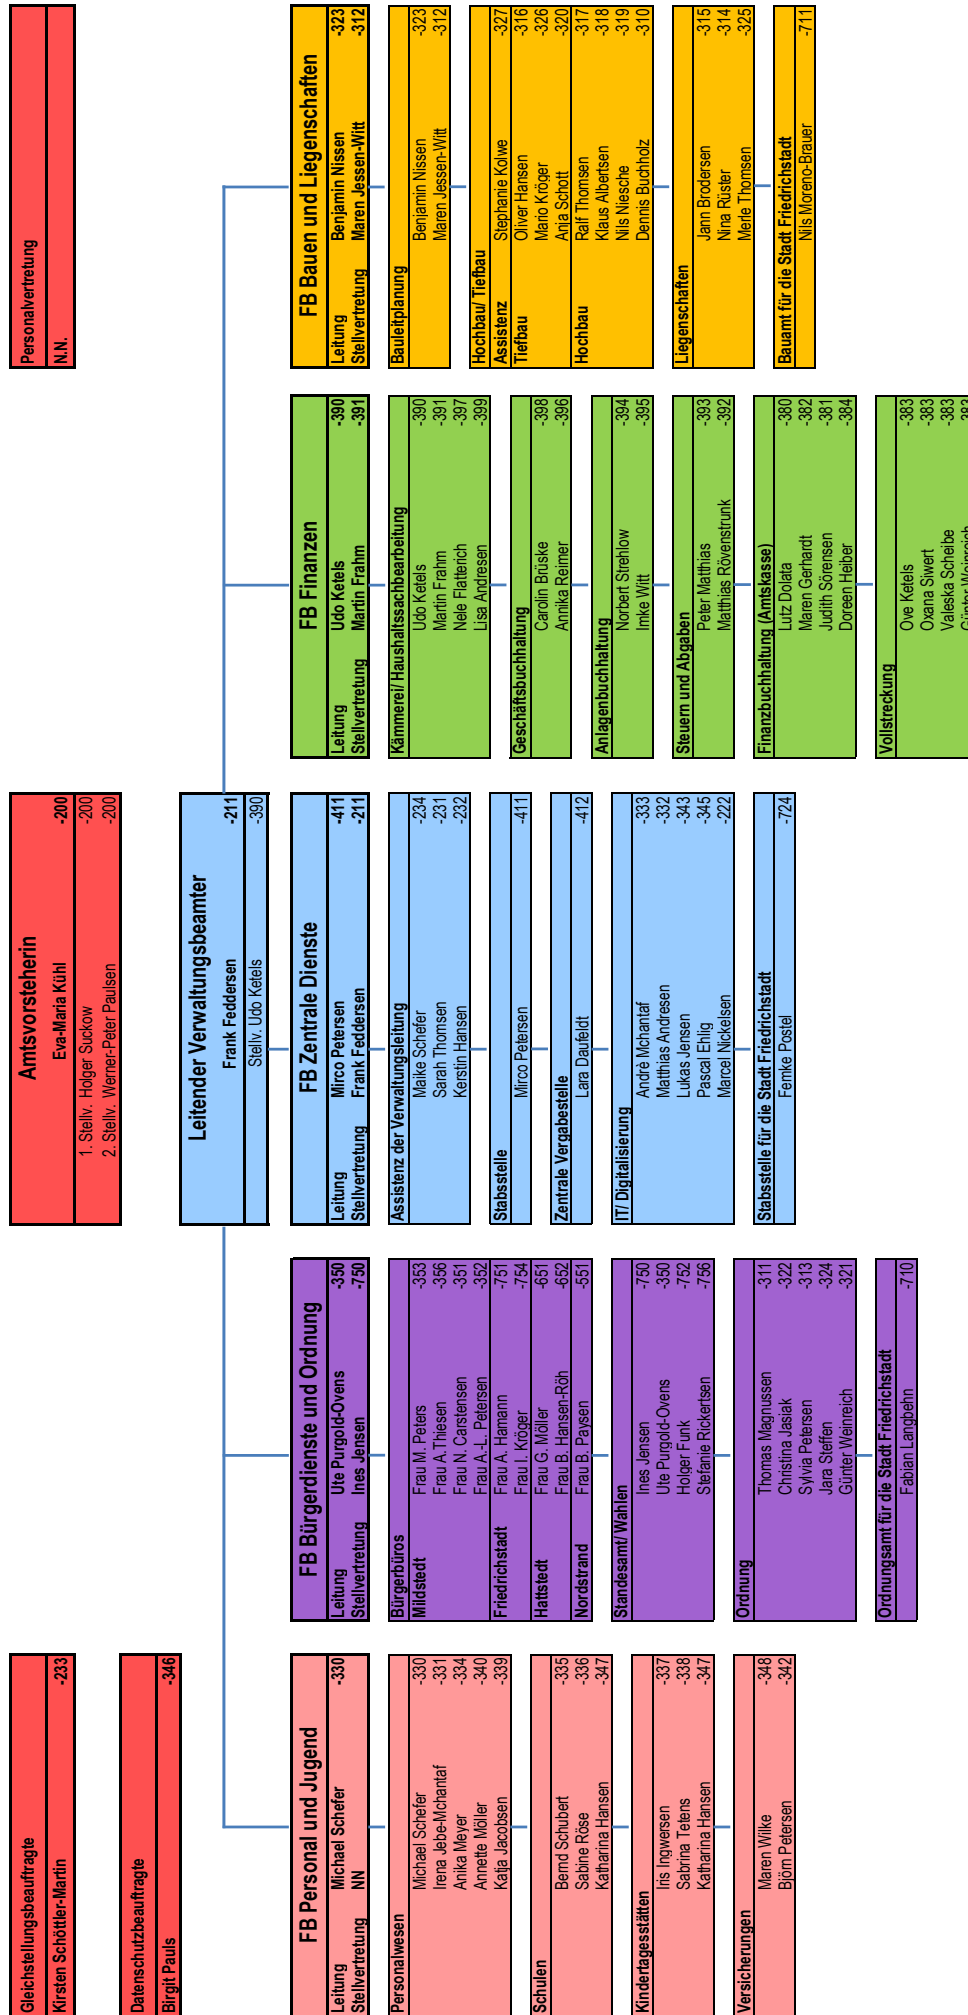 Gleichstellungsbeauftragte
Kirsten Schöttler-Martin -233
Datenschutzbeauftragte
Birgit Pauls -346
Amtsvorsteherin
Eva-Maria Kühl -200
1. Stellv. Holger Suckow -200
2. Stellv. Werner-Peter Paulsen -200
Personalvertretung
N.N.
Leitender Verwaltungsbeamter
Frank Feddersen -211
Stellv. Udo Ketels -390
FB Personal und Jugend
Leitung Michael Schefer -330
Stellvertretung NN
Personalwesen
Michael Schefer -330
Irena Jebe-Mchantaf -331
Anika Meyer -334
Annette Möller -340
Katja Jacobsen -339
Schulen
Bernd Schubert -335
Sabine Röse -336
Katharina Hansen -347
Kindertagesstätten
Iris Ingwersen -337
Sabrina Tetens -338
Katharina Hansen -347
Versicherungen
Maren Wilke -348
Björn Petersen -342
FB Bürgerdienste und Ordnung
Leitung Ute Purgold-Ovens -350
Stellvertretung Ines Jensen -750
Bürgerbüros
Mildstedt Frau M. Peters -353
Frau A. Thiesen -356
Frau N. Carstensen -351
Frau A.-L. Petersen -352
Friedrichstadt Frau A. Hamann -751
Frau I. Kröger -754
Hattstedt Frau G. Möller -651
Frau B. Hansen-Röh -652
Nordstrand Frau B. Paysen -551
Standesamt/ Wahlen
Ines Jensen -750
Ute Purgold-Ovens -350
Holger Funk -752
Stefanie Rickertsen -756
Ordnung
Thomas Magnussen -311
Christina Jasiak -322
Sylvia Petersen -313
Jara Steffen -324
Günter Weinreich -321
Ordnungsamt für die Stadt Friedrichstadt
Fabian Langbehn -710
FB Zentrale Dienste
Leitung Mirco Petersen -411
Stellvertretung Frank Feddersen -211
Assistenz der Verwaltungsleitung
Maike Schefer -234
Sarah Thomsen -231
Kerstin Hansen -232
Stabsstelle
Mirco Petersen -411
Zentrale Vergabestelle
Lara Daufeldt -412
IT/ Digitalisierung
Andrè Mchantaf -333
Matthias Andresen -332
Lukas Jensen -343
Pascal Ehlig -345
Marcel Nickelsen -222
Stabsstelle für die Stadt Friedrichstadt
Femke Postel -724
FB Finanzen
Leitung Udo Ketels -390
Stellvertretung Martin Frahm -391
Kämmerei/ Haushaltssachbearbeitung
Udo Ketels -390
Martin Frahm -391
Nele Flatterich -397
Lisa Andresen -399
Geschäftsbuchhaltung
Carolin Brüske -398
Annika Reimer -396
Anlagenbuchhaltung
Norbert Strehlow -394
Imke Witt -395
Steuern und Abgaben
Peter Matthias -393
Matthias Rövenstrunk -392
Finanzbuchhaltung (Amtskasse)
Lutz Dolata -380
Maren Gerhardt -382
Judith Sörensen -381
Doreen Heiber -384
Vollstreckung
Ove Ketels -383
Oxana Siwert -383
Valeska Scheibe -383
Günter Weinreich -383
FB Bauen und Liegenschaften
Leitung Benjamin Nissen -323
Stellvertretung Maren Jessen-Witt -312
Bauleitplanung
Benjamin Nissen -323
Maren Jessen-Witt -312
Hochbau/ Tiefbau
Assistenz Stephanie Kolwe -327
Tiefbau Oliver Hansen -316
Mario Kröger -326
Anja Schott -320
Hochbau Ralf Thomsen -317
Klaus Albertsen -318
Nils Niesche -319
Dennis Buchholz -310
Liegenschaften
Jann Brodersen -315
Nina Rüster -314
Merle Thomsen -325
Bauamt für die Stadt Friedrichstadt
Nils Moreno-Brauer -711